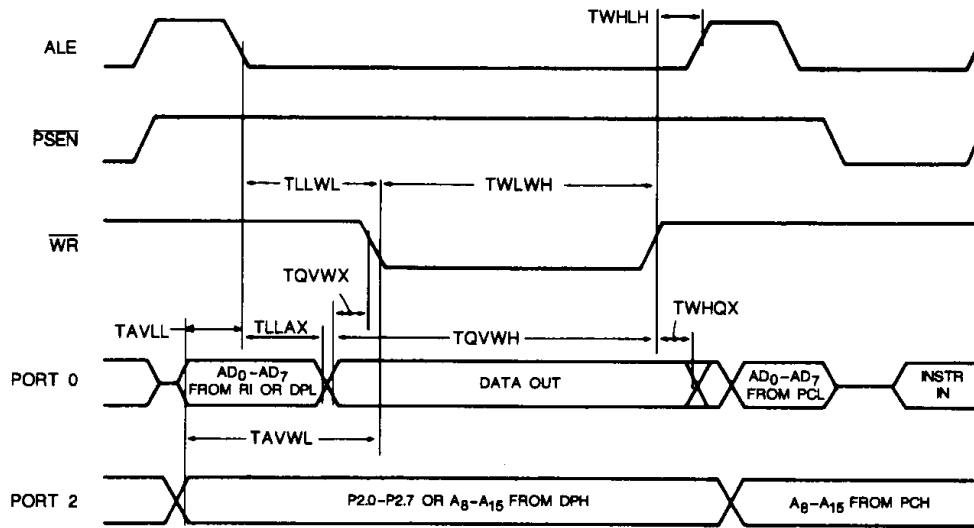 TWHLH
ALE
PSEN
TLLWL
TWLWH
WR
TQVWX
TAVLL
TLLAX
TQVWH
TWHQX
PORT 0
AD0–AD7
FROM RI OR DPL
DATA OUT
AD0–AD7
FROM PCL
INSTR
IN
TAVWL
PORT 2
P2.0–P2.7 OR A8–A15 FROM DPH
A8–A15 FROM PCH